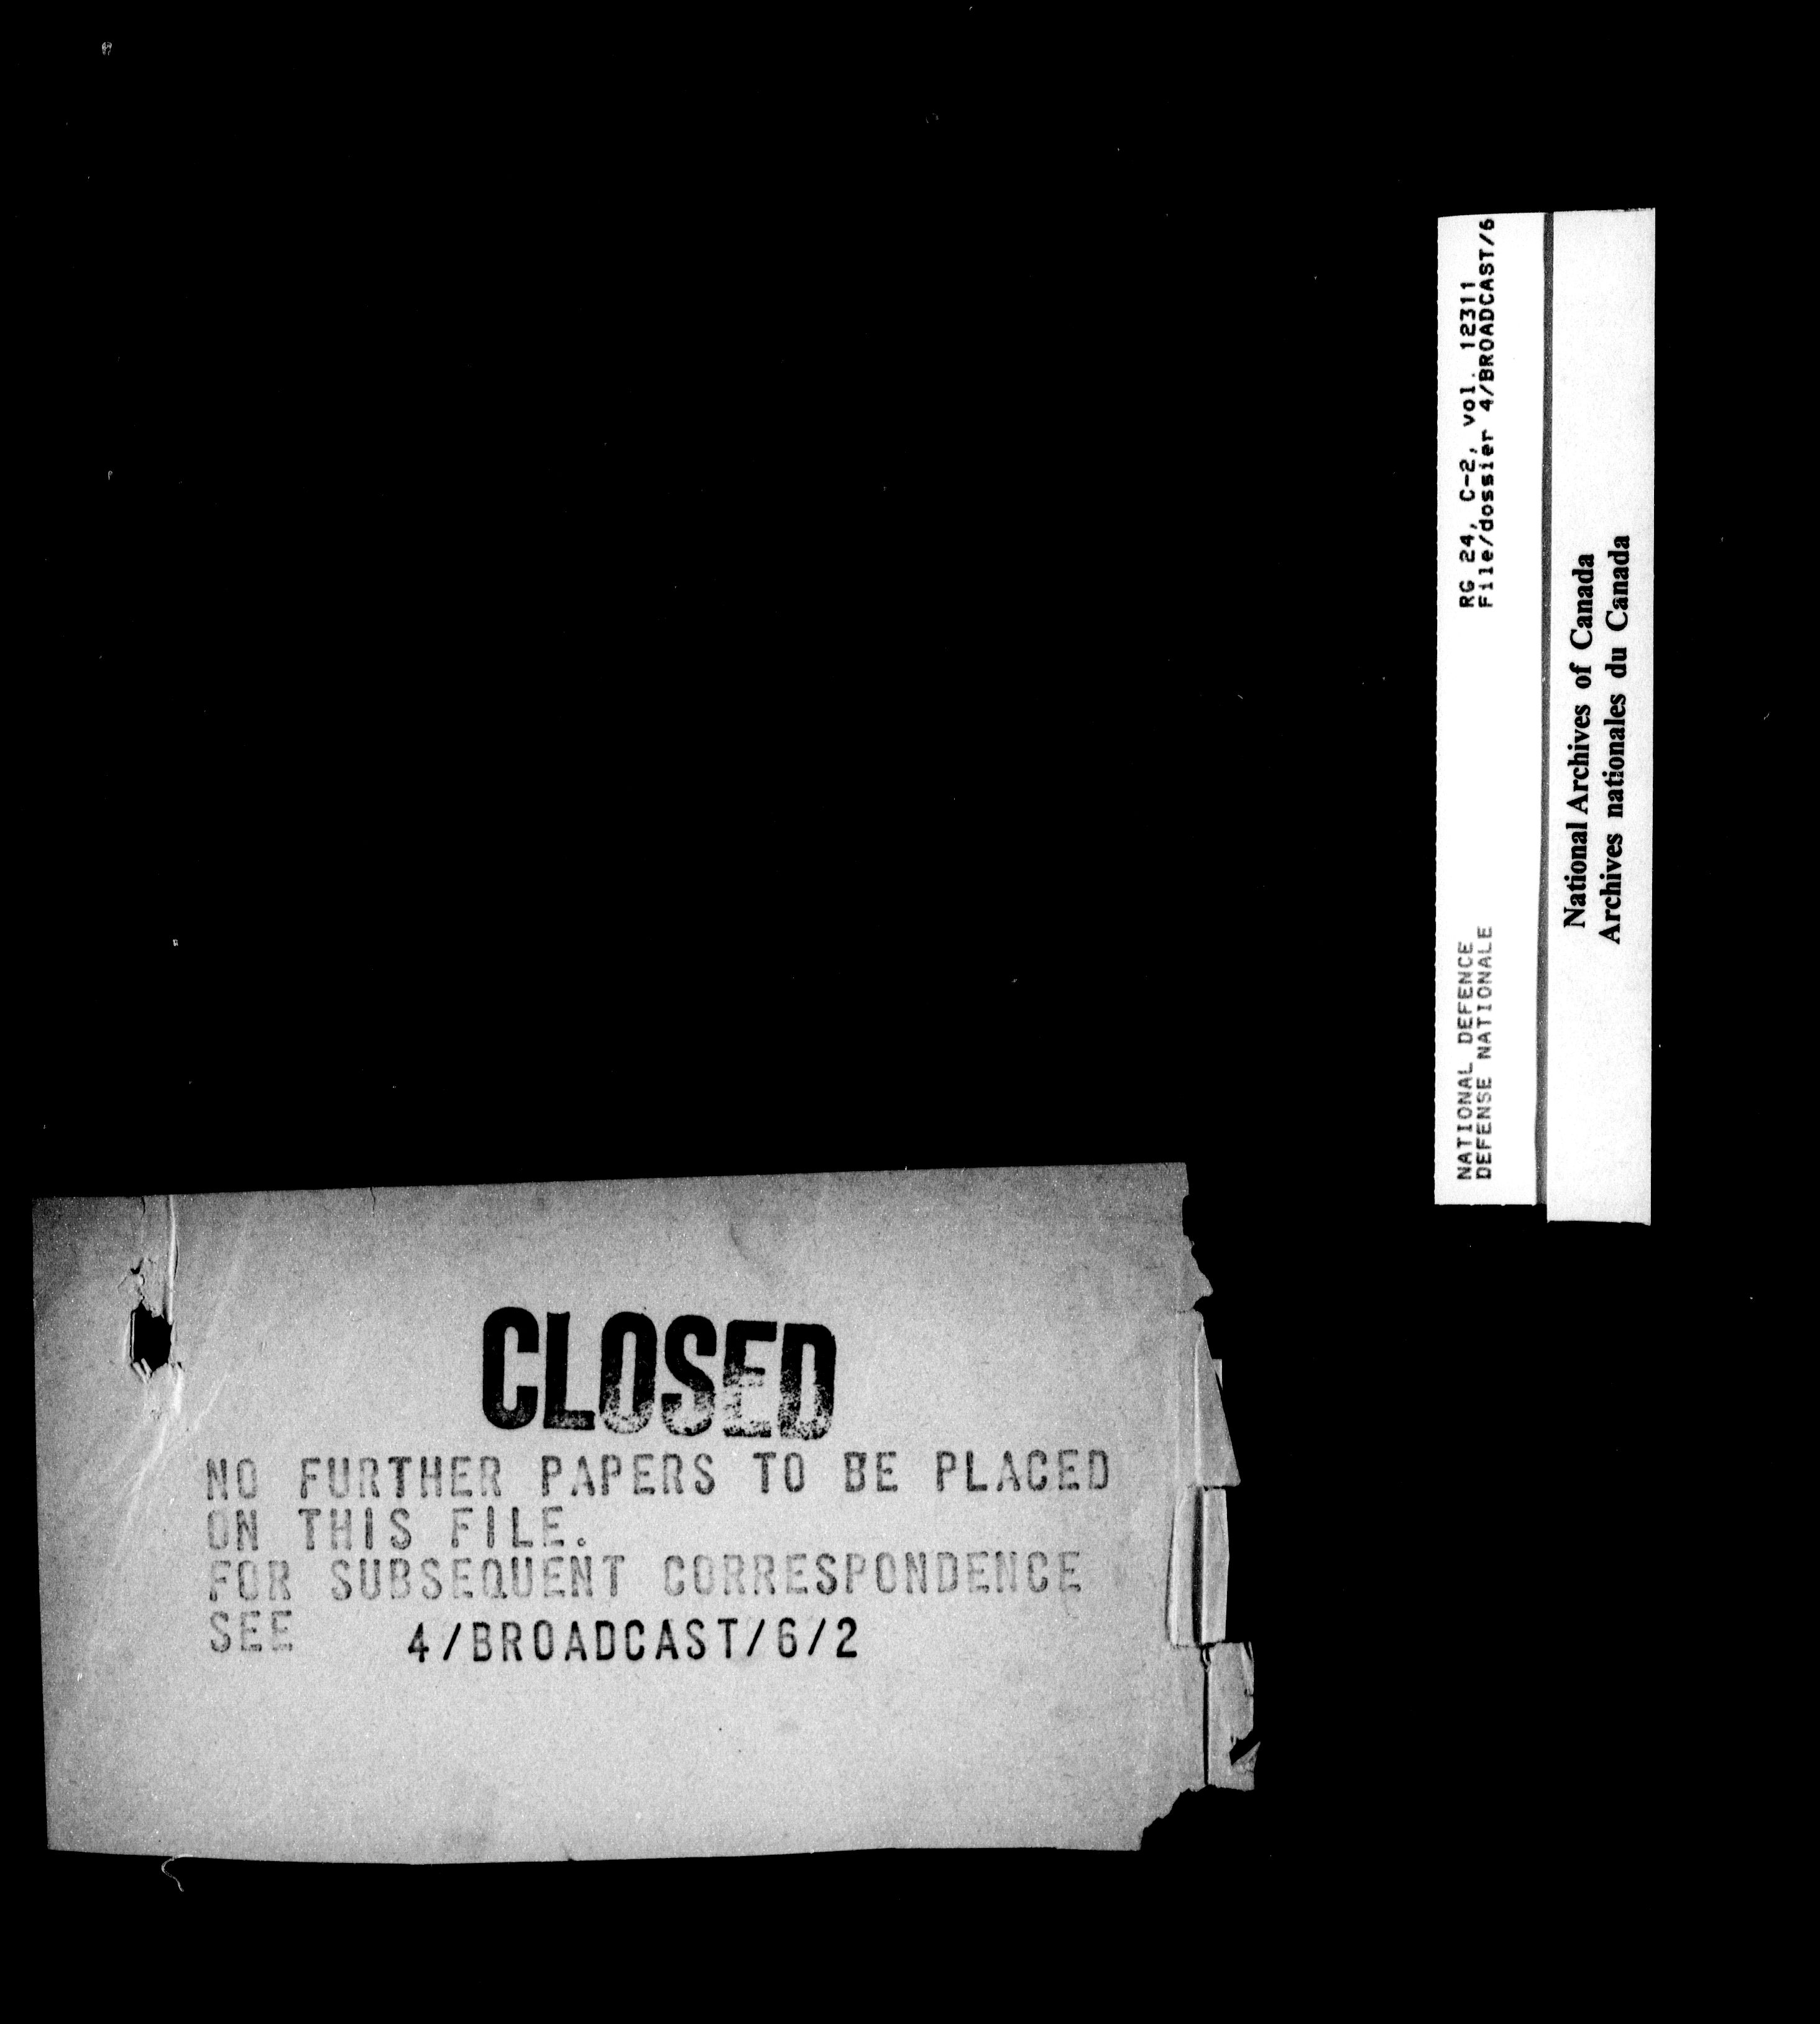 NATIONAL DEFENCE
DEFENSE NATIONALE
RG 24, C-2, vol. 12311
File/dossier 4/BROADCAST/6
National Archives of Canada
Archives nationales du Canada
CLOSED
NO FURTHER PAPERS TO BE PLACED
ON THIS FILE.
FOR SUBSEQUENT CORRESPONDENCE
SEE 4/BROADCAST/6/2